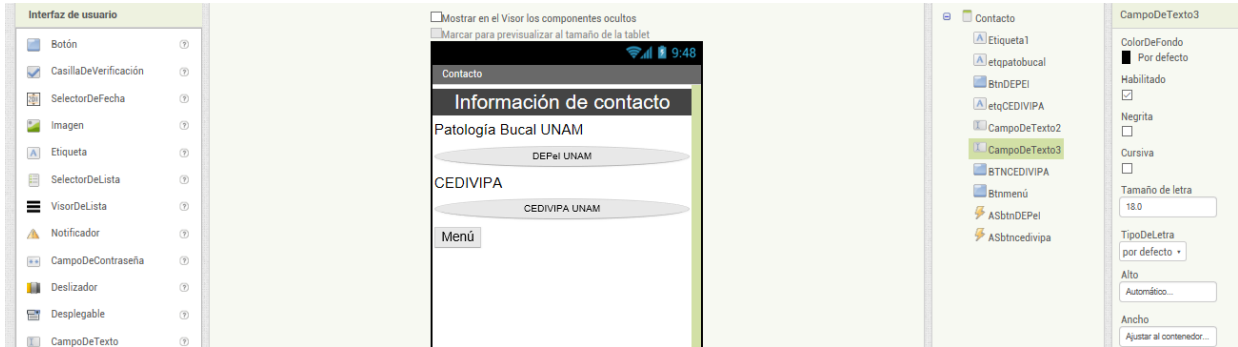 Interfaz de usuario
Botón
CasillaDeVerificación
SelectorDeFecha
Imagen
Etiqueta
SelectorDeLista
VisorDeLista
Notificador
CampoDeContraseña
Deslizador
Desplegable
CampoDeTexto
Mostrar en el Visor los componentes ocultos
Marcar para previsualizar al tamaño de la tablet
9:48
Contacto
Información de contacto
Patología Bucal UNAM
DEPeI UNAM
CEDIVIPA
CEDIVIPA UNAM
Menú
Contacto
Etiqueta1
etqpatobucal
BtnDEPEI
etqCEDIVIPA
CampoDeTexto2
CampoDeTexto3
BTNCEDIVIPA
Btnmenú
ASbtnDEPeI
ASbtncedivipa
CampoDeTexto3
ColorDeFondo
Por defecto
Habilitado
Negrita
Cursiva
Tamaño de letra
18.0
TipoDeLetra
por defecto
Alto
Automático...
Ancho
Ajustar al contenedor...